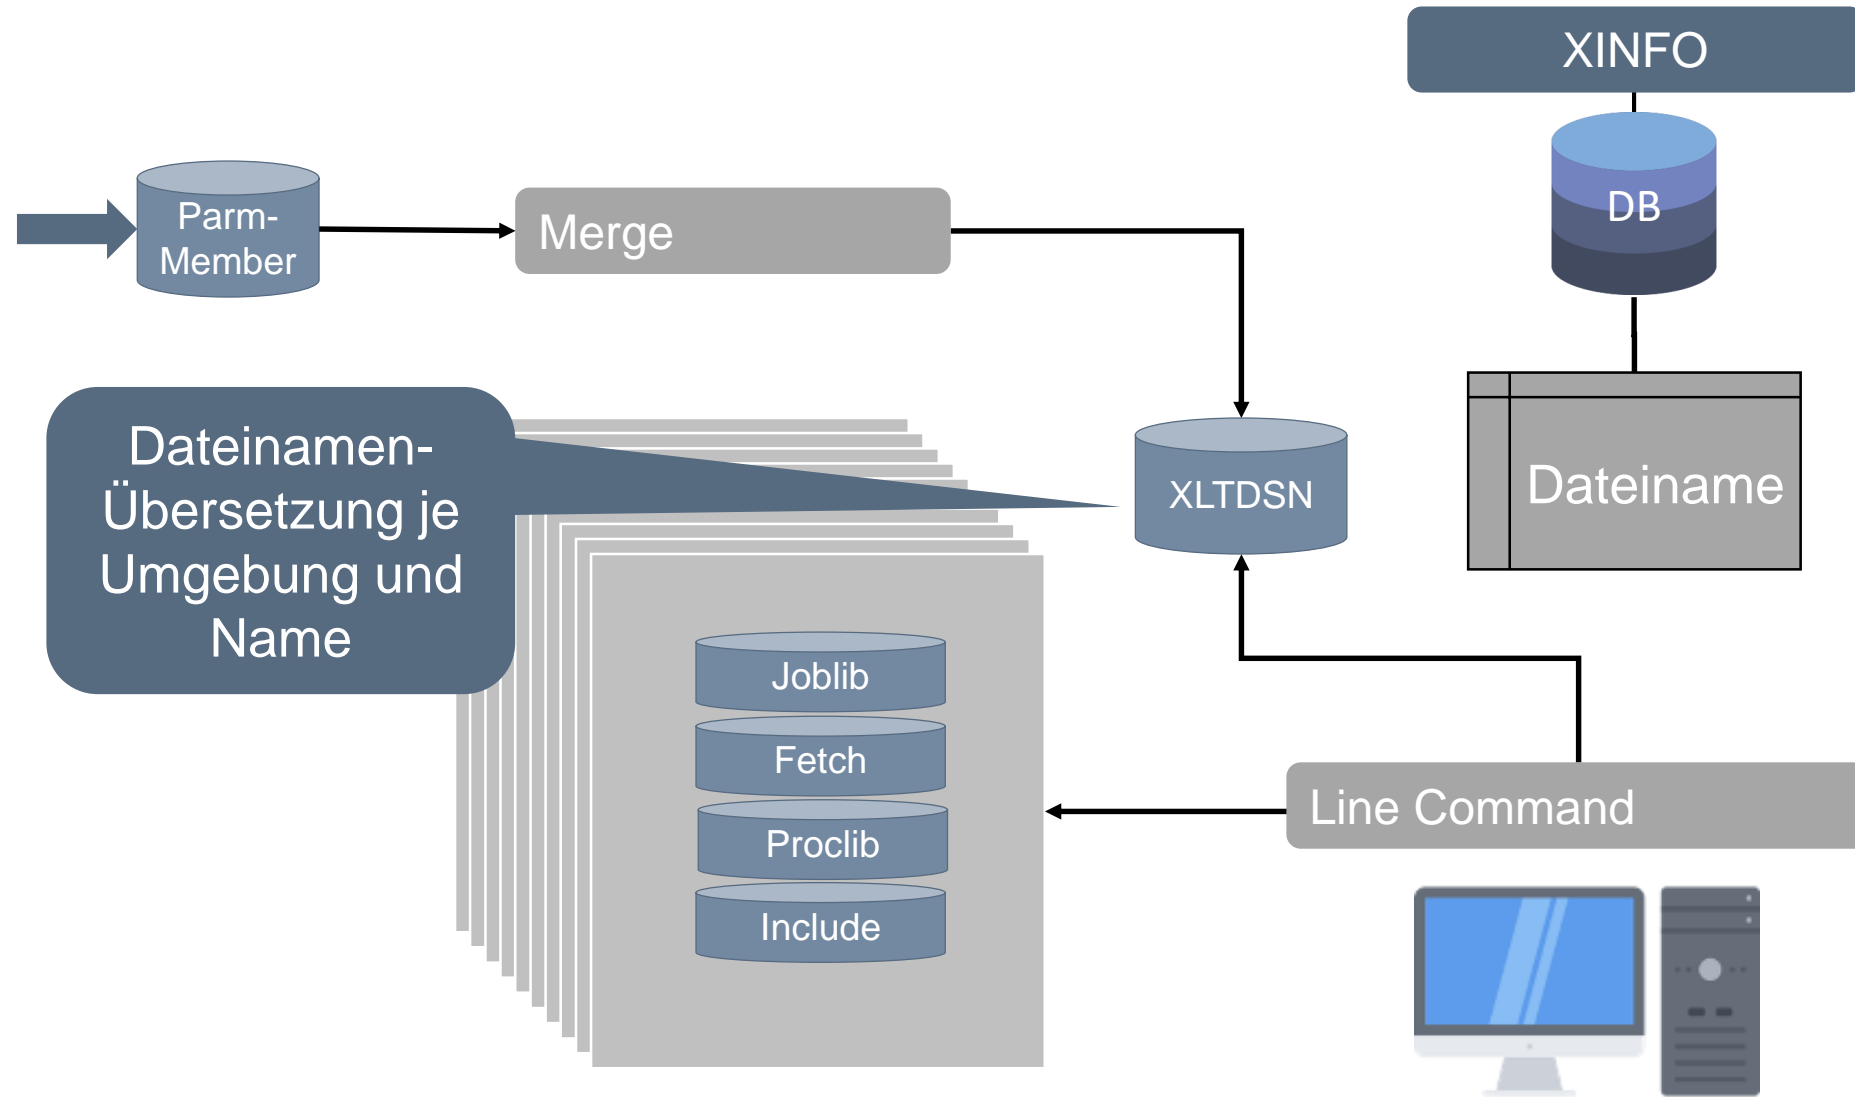 XINFO
DB
Parm-
Member
Merge
Dateinamen-
Übersetzung je
Umgebung und
Name
XLTDSN
Dateiname
Joblib
Fetch
Proclib
Include
Line Command